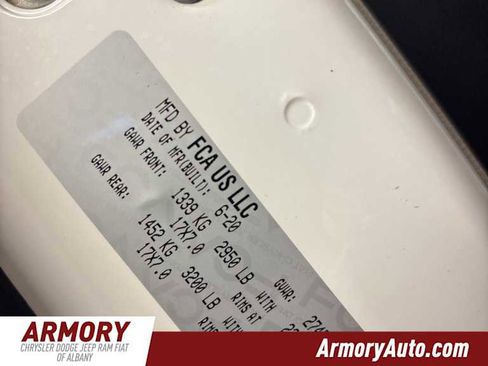 MFD BY FCA US LLC
DATE OF MFR(BUILT): 6-20 GVWR:
GAWR FRONT: 1339 KG 2950 LB WITH
17X7.0 RIMS AT
GAWR REAR: 1452 KG 3200 LB WITH
17X7.0
ARMORY
CHRYSLER DODGE JEEP RAM FIAT
OF ALBANY
ArmoryAuto.com